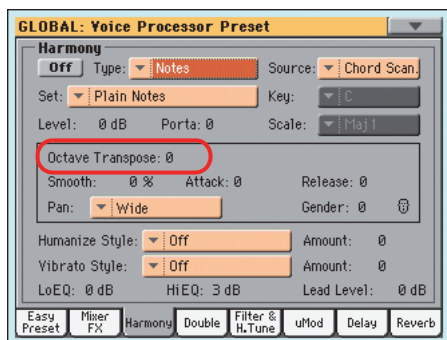 GLOBAL: Voice Processor Preset
Harmony
Off Type: Notes Source: Chord Scan.
Set: Plain Notes Key: C
Level: 0 dB Porta: 0 Scale: Maj1
Octave Transpose: 0
Smooth: 0 % Attack: 0 Release: 0
Pan: Wide Gender: 0
Humanize Style: Off Amount: 0
Vibrato Style: Off Amount: 0
LoEQ: 0 dB HiEQ: 3 dB Lead Level: 0 dB
Easy Preset Mixer FX Harmony Double Filter & H.Tune uMod Delay Reverb